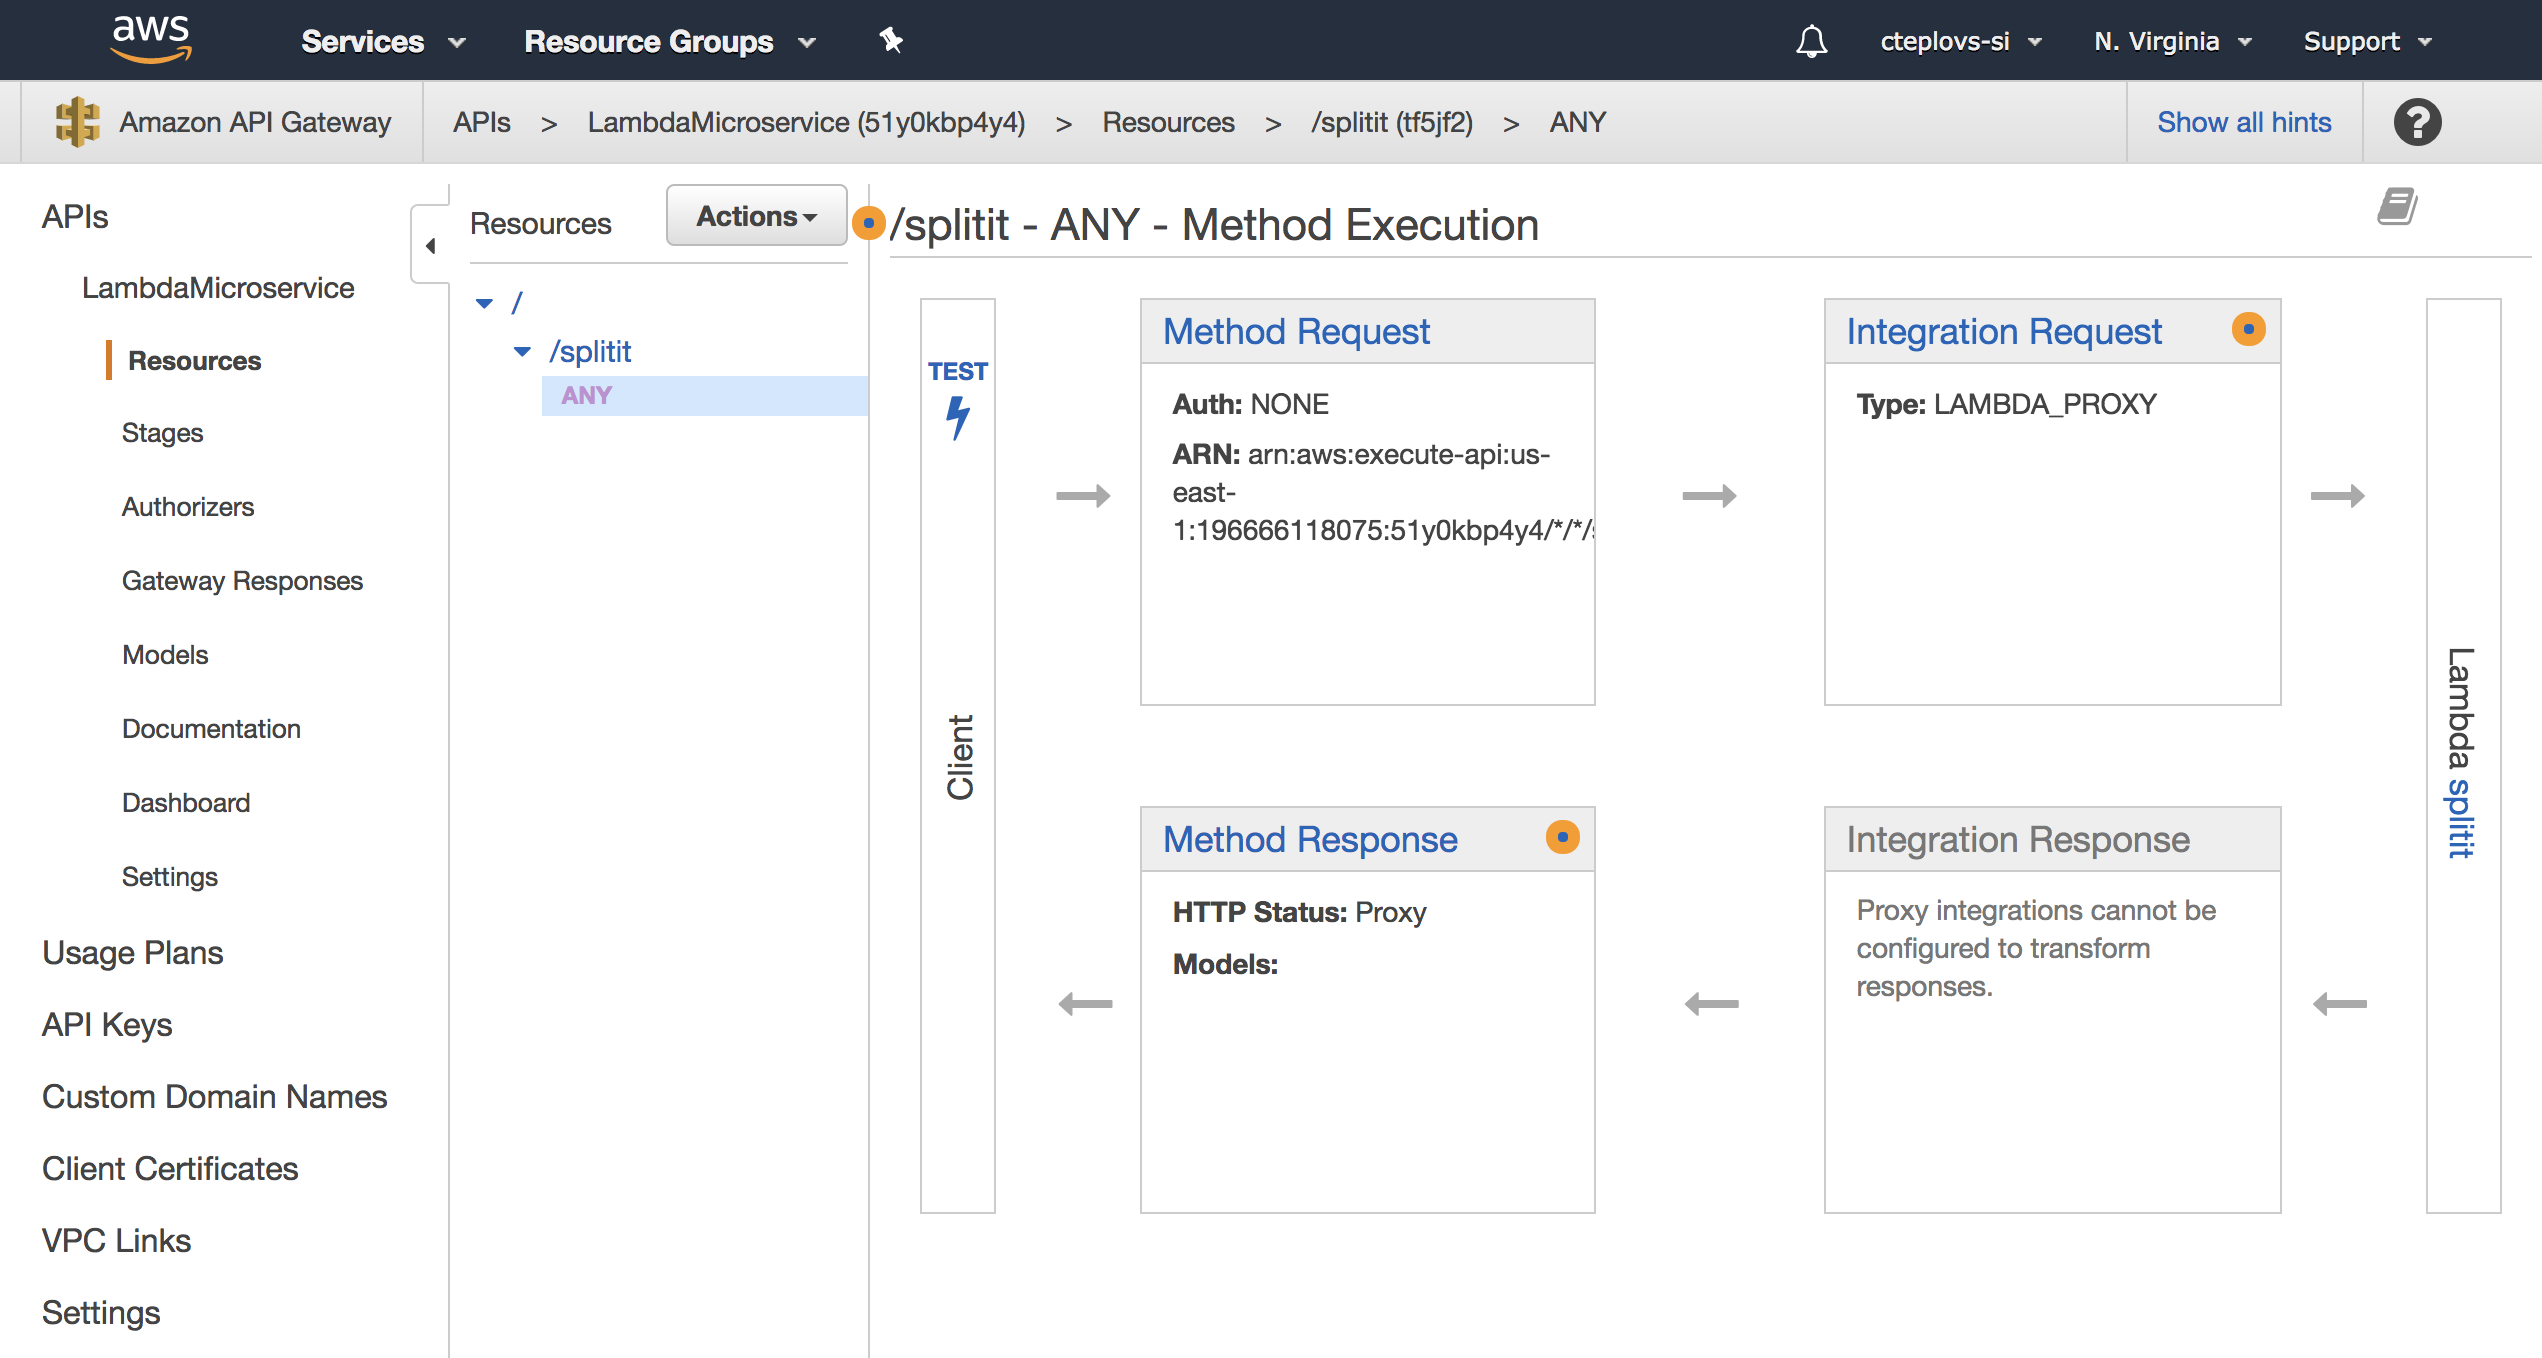 aws
Services
Resource Groups
cteplovs-si
N. Virginia
Support
Amazon API Gateway
APIs > LambdaMicroservice (51y0kbp4y4) > Resources > /splitit (tf5jf2) > ANY
Show all hints
?
APIs
LambdaMicroservice
Resources
Stages
Authorizers
Gateway Responses
Models
Documentation
Dashboard
Settings
Usage Plans
API Keys
Custom Domain Names
Client Certificates
VPC Links
Settings
Resources
Actions
/
/splitit
ANY
/splitit - ANY - Method Execution
TEST
Client
Method Request
Auth: NONE
ARN: arn:aws:execute-api:us-
east-
1:196666118075:51y0kbp4y4/*/*/
Integration Request
Type: LAMBDA_PROXY
Lambda splitit
Method Response
HTTP Status: Proxy
Models:
Integration Response
Proxy integrations cannot be
configured to transform
responses.